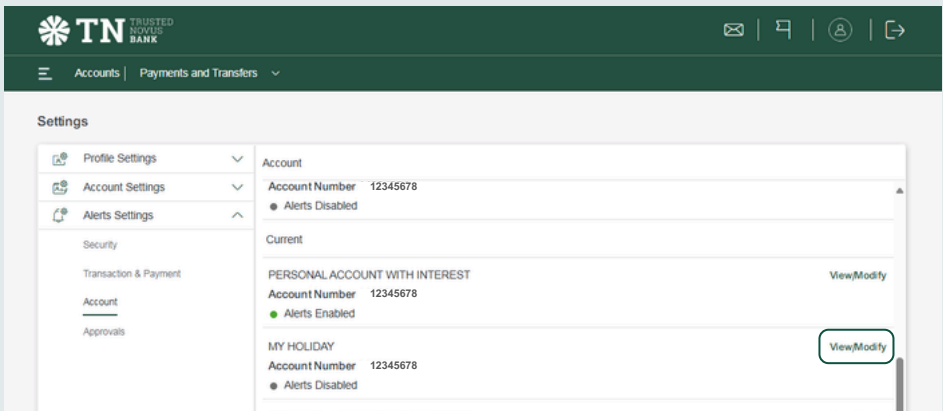 TN TRUSTED NOVUS BANK
Accounts | Payments and Transfers
Settings
Profile Settings
Account Settings
Alerts Settings
Security
Transaction & Payment
Account
Approvals
Account
Account Number 12345678
Alerts Disabled
Current
PERSONAL ACCOUNT WITH INTEREST View/Modify
Account Number 12345678
Alerts Enabled
MY HOLIDAY View/Modify
Account Number 12345678
Alerts Disabled